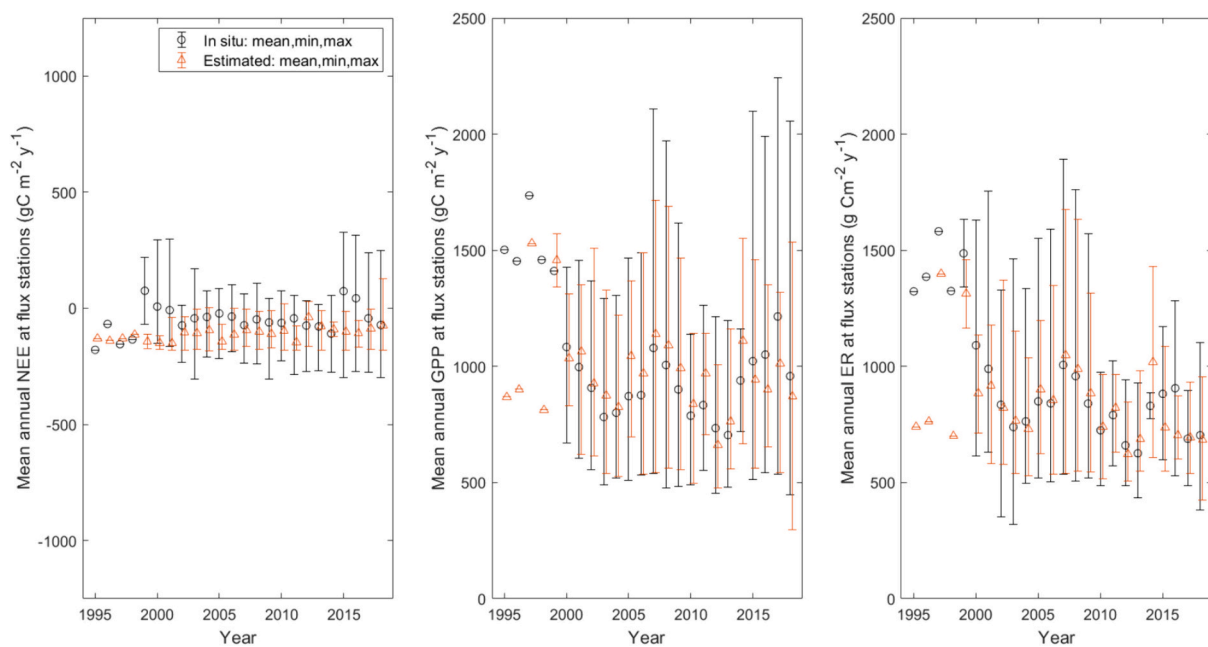 Mean annual NEE at flux stations (gC m⁻² y⁻¹)
1000
500
0
-500
-1000
1995 2000 2005 2010 2015
Year
In situ: mean,min,max
Estimated: mean,min,max
Mean annual GPP at flux stations (gC m⁻² y⁻¹)
2500
2000
1500
1000
500
0
1995 2000 2005 2010 2015
Year
Mean annual ER at flux stations (g Cm⁻² y⁻¹)
2500
2000
1500
1000
500
0
1995 2000 2005 2010 2015
Year